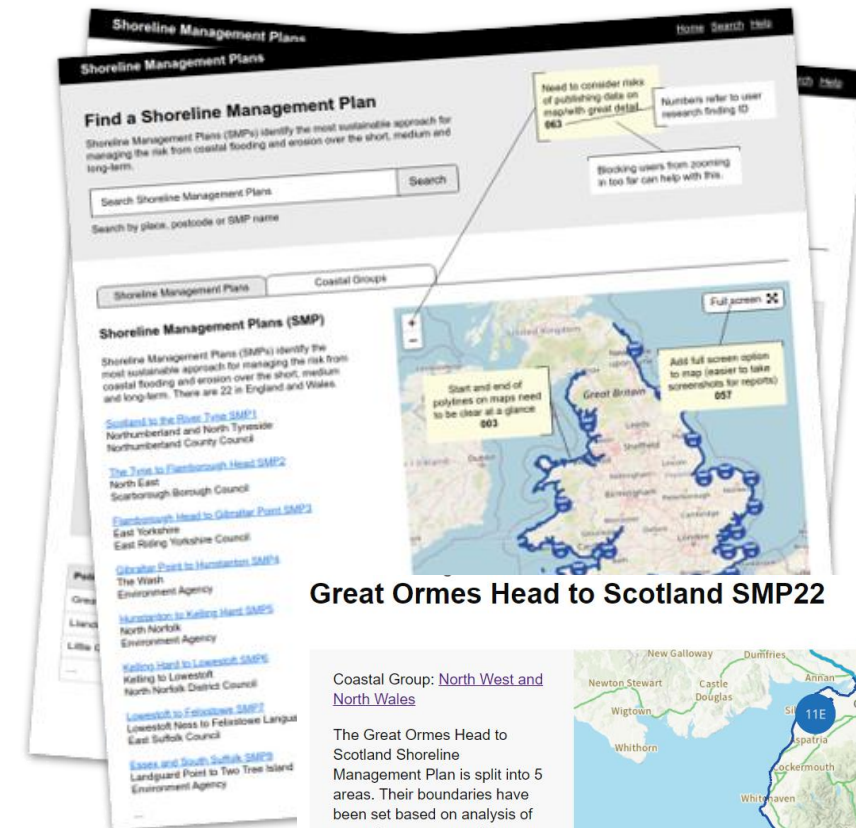 Shoreline Management Plans
Home Search Help
Shoreline Management Plans
Help
Find a Shoreline Management Plan
Shoreline Management Plans (SMPs) identify the most sustainable approach for
managing the risk from coastal flooding and erosion over the short, medium and
long-term.
Search Shoreline Management Plans
Search
Search by place, postcode or SMP name
Need to consider risks
of publishing data on
map/with great detail.
063
Numbers refer to user
research finding ID
Blocking users from zooming
in too far can help with this.
Shoreline Management Plans
Coastal Groups
Shoreline Management Plans (SMP)
Shoreline Management Plans (SMPs) identify the
most sustainable approach for managing the risk from
coastal flooding and erosion over the short, medium
and long-term. There are 22 in England and Wales.
Scotland to the River Tyne SMP1
Northumberland and North Tyneside
Northumberland County Council
The Tyne to Flamborough Head SMP2
North East
Scarborough Borough Council
Flamborough Head to Gibraltar Point SMP3
East Yorkshire
East Riding Yorkshire Council
Gibraltar Point to Hunstanton SMP4
The Wash
Environment Agency
Hunstanton to Kelling Hard SMP5
North Norfolk
Environment Agency
Kelling Hard to Lowestoft SMP6
Kelling to Lowestoft
North Norfolk District Council
Lowestoft to Felixstowe SMP7
Lowestoft Ness to Felixstowe Langua
East Suffolk Council
Essex and South Suffolk SMP8
Landguard Point to Two Tree Island
Environment Agency
...
+
−
Full screen
United Kingdom
Start and end of
polylines on maps need
to be clear at a glance
003
Great Britain
Add full screen option
to map (easier to take
screenshots for reports)
057
Leeds
Sheffield
Dublin
Birmingham
Cambridge
Oxford
London
Great Ormes Head to Scotland SMP22
Coastal Group: North West and
North Wales
The Great Ormes Head to
Scotland Shoreline
Management Plan is split into 5
areas. Their boundaries have
been set based on analysis of
New Galloway
Dumfries
Newton Stewart
Castle
Douglas
Annan
Wigtown
11E
Aspatria
Whithorn
Cockermouth
Whitehaven